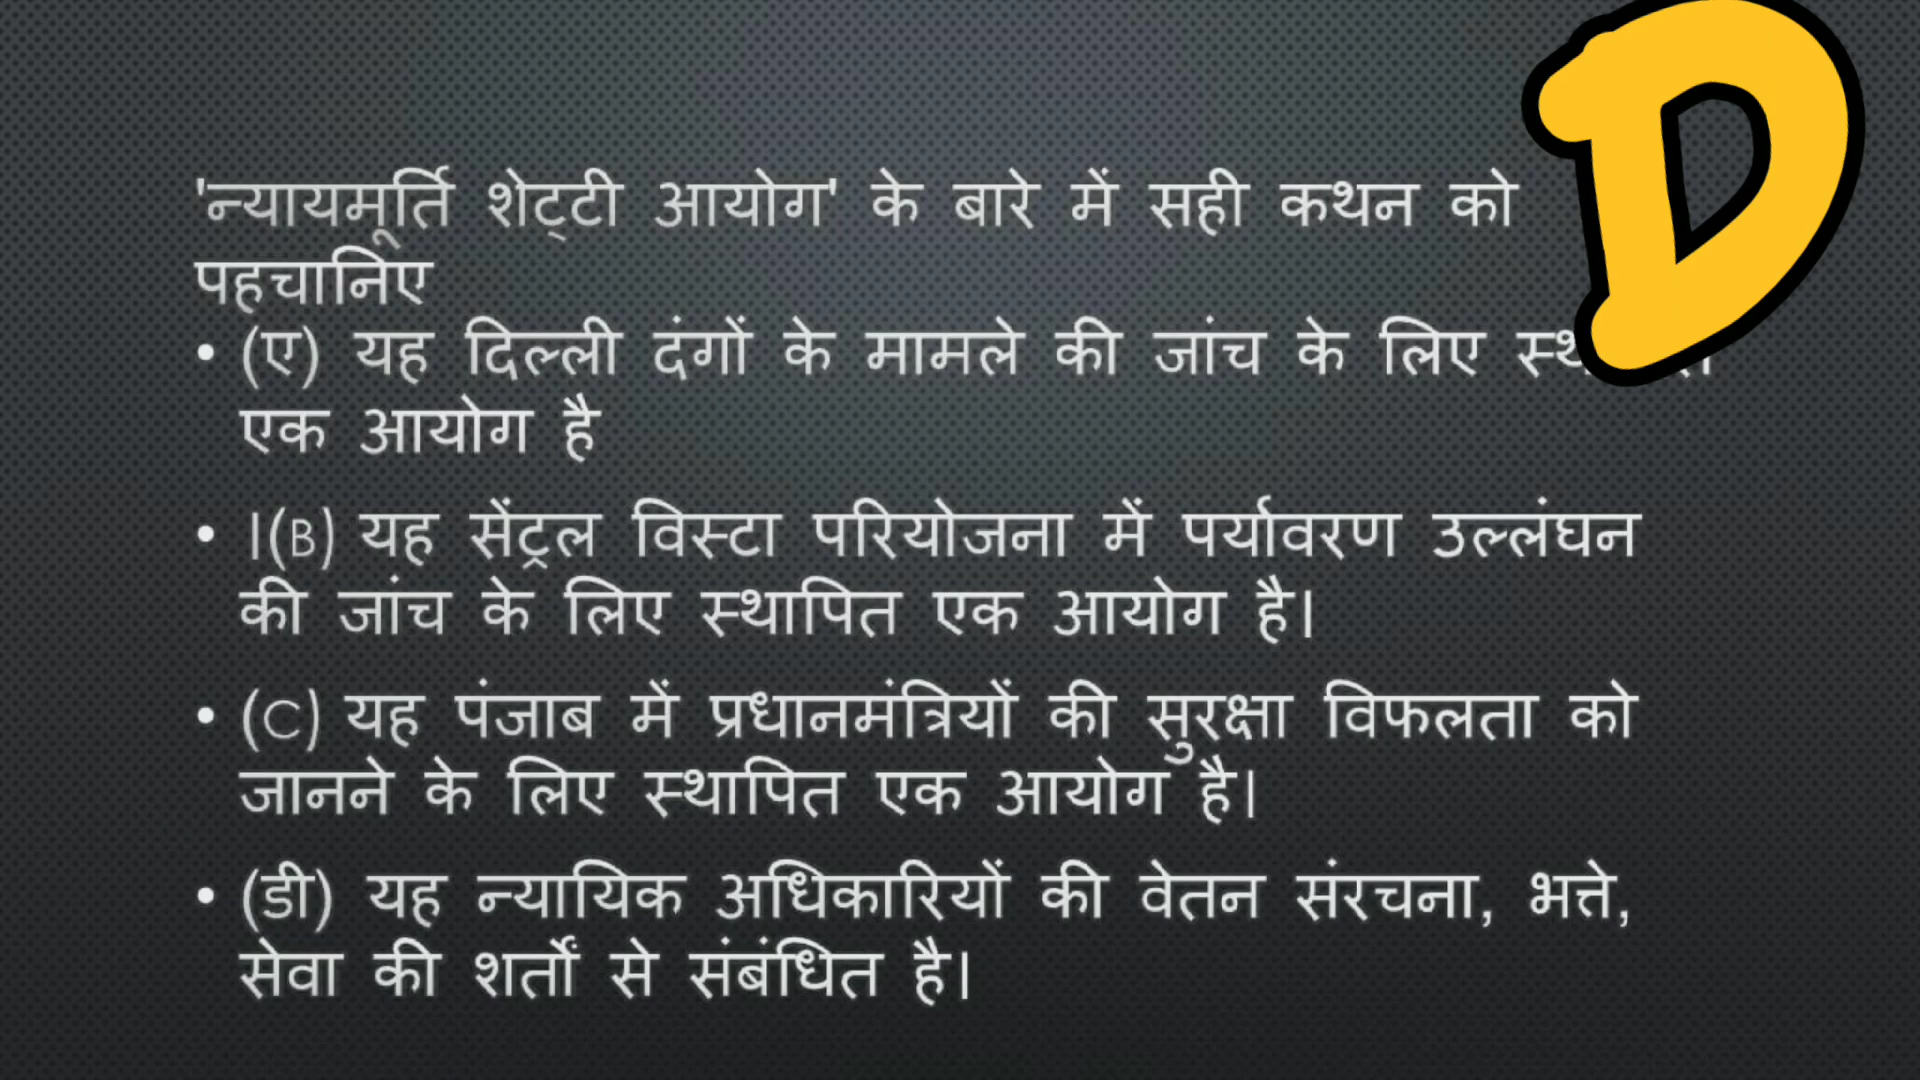 D
'न्यायमूर्ति शेट्टी आयोग' के बारे में सही कथन को
पहचानिए
• (ए) यह दिल्ली दंगों के मामले की जांच के लिए
एक आयोग है
• I(B) यह सेंट्रल विस्टा परियोजना में पर्यावरण उल्लंघन
की जांच के लिए स्थापित एक आयोग है।
• (C) यह पंजाब में प्रधानमंत्रियों की सुरक्षा विफलता को
जानने के लिए स्थापित एक आयोग है।
• (डी) यह न्यायिक अधिकारियों की वेतन संरचना, भत्ते,
सेवा की शर्तों से संबंधित है।